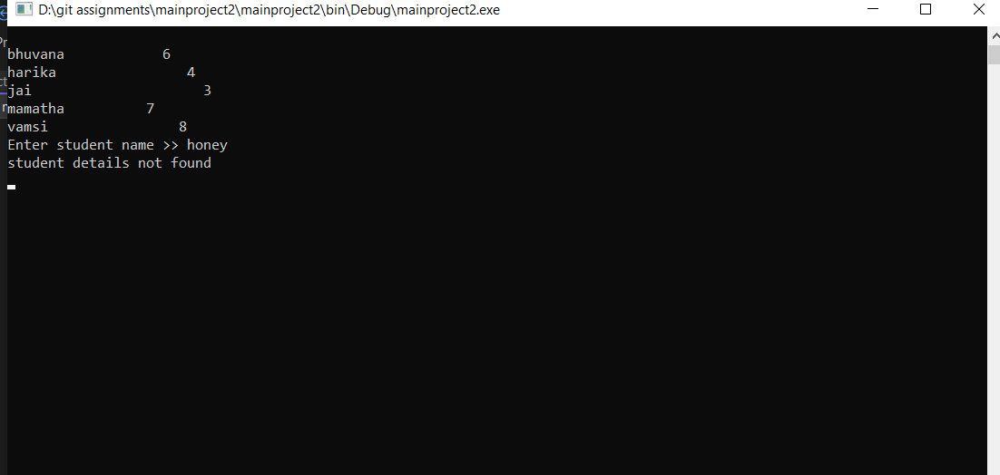 D:\git assignments\mainproject2\mainproject2\bin\Debug\mainproject2.exe
bhuvana 6
harika 4
jai 3
mamatha 7
vamsi 8
Enter student name >> honey
student details not found